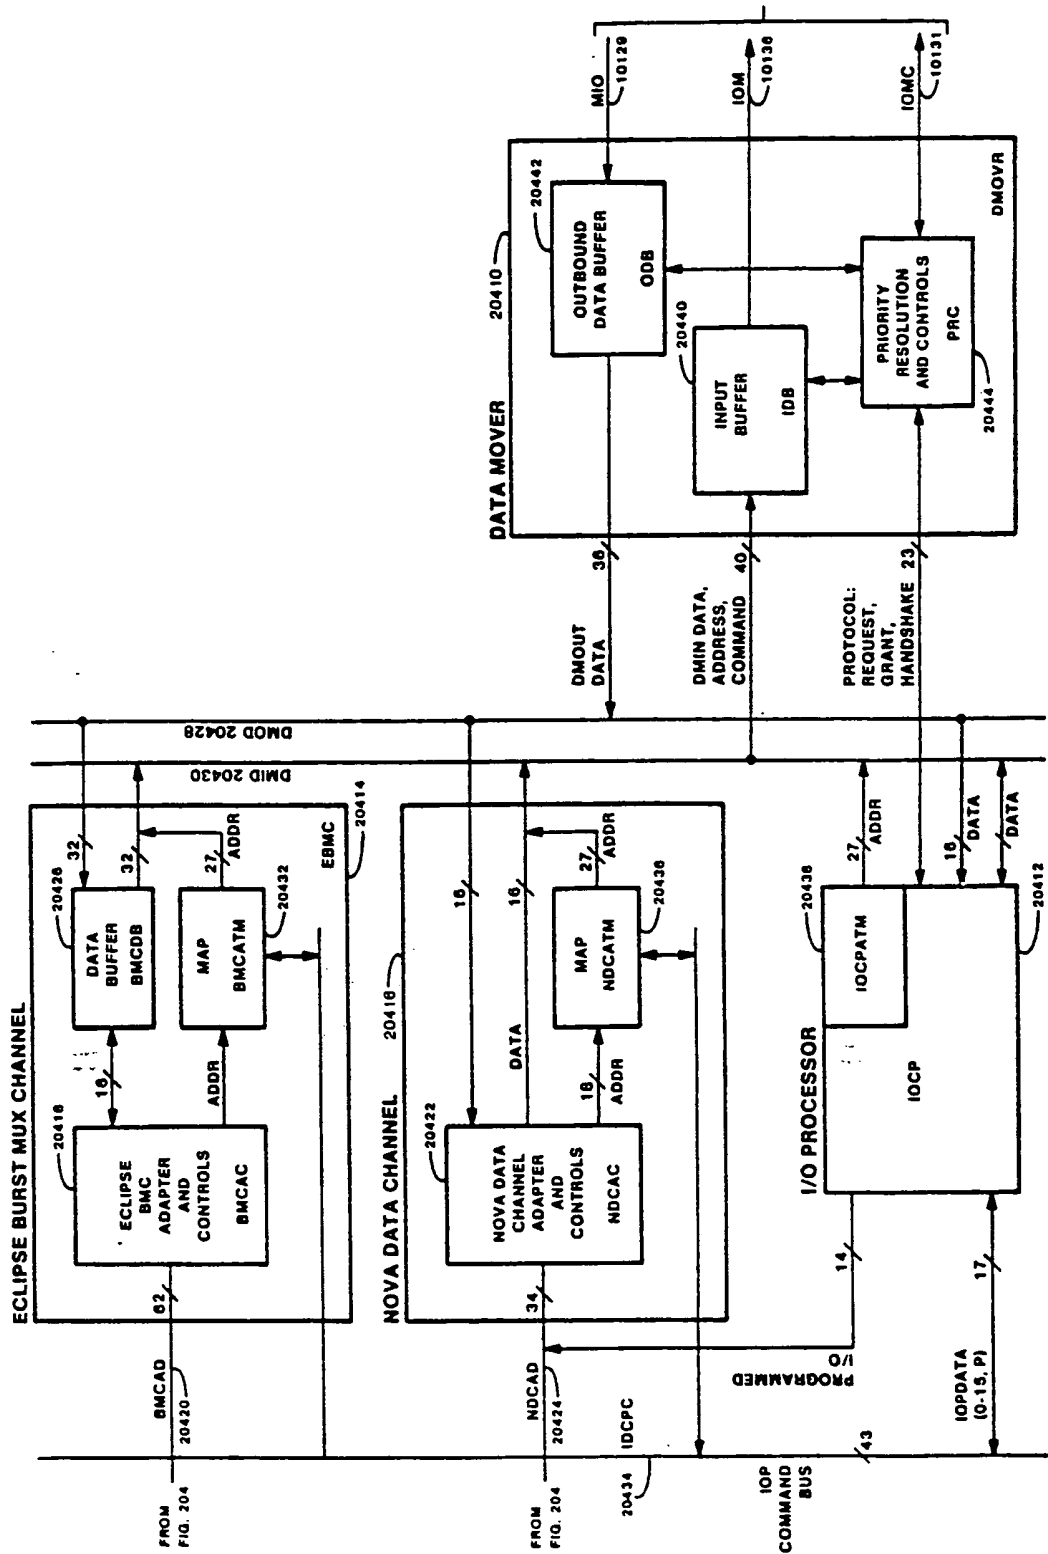 ECLIPSE BURST MUX CHANNEL
FROM
FIG. 204
BMCAD
20420
62
20418
ECLIPSE
BMC
ADAPTER
AND
CONTROLS
BMCAC
16
ADDR
20426
DATA
BUFFER
BMCDB
MAP
BMCATM
20432
32
32
27
ADDR
EBMC
20414
DMID 20430
DMOD 20428
NOVA DATA CHANNEL
20416
FROM
FIG. 204
NDCAD
20424
34
20422
NOVA DATA
CHANNEL
ADAPTER
AND
CONTROLS
NDCAC
16
16
DATA
18
ADDR
MAP
NDCATM
20436
27
ADDR
IDCPC
20434
IOP
COMMAND
BUS
43
PROGRAMMED
I/O
14
IOPDATA
(0-15, P)
17
I/O PROCESSOR
IOCP
IOCPATM
20438
27
ADDR
16
DATA
DATA
20412
DATA MOVER
20410
DMOUT
DATA
36
DMIN DATA,
ADDRESS,
COMMAND
40
PROTOCOL:
REQUEST,
GRANT,
HANDSHAKE
23
OUTBOUND
DATA BUFFER
ODB
20442
INPUT
BUFFER
IDB
20440
PRIORITY
RESOLUTION
AND CONTROLS
PRC
20444
DMOVR
MIO
10129
IOM
10136
IOMC
10131